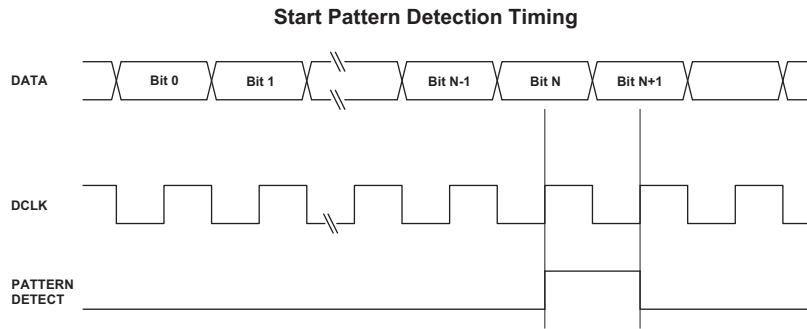 Start Pattern Detection Timing
DATA
Bit 0
Bit 1
Bit N-1
Bit N
Bit N+1
DCLK
PATTERN
DETECT